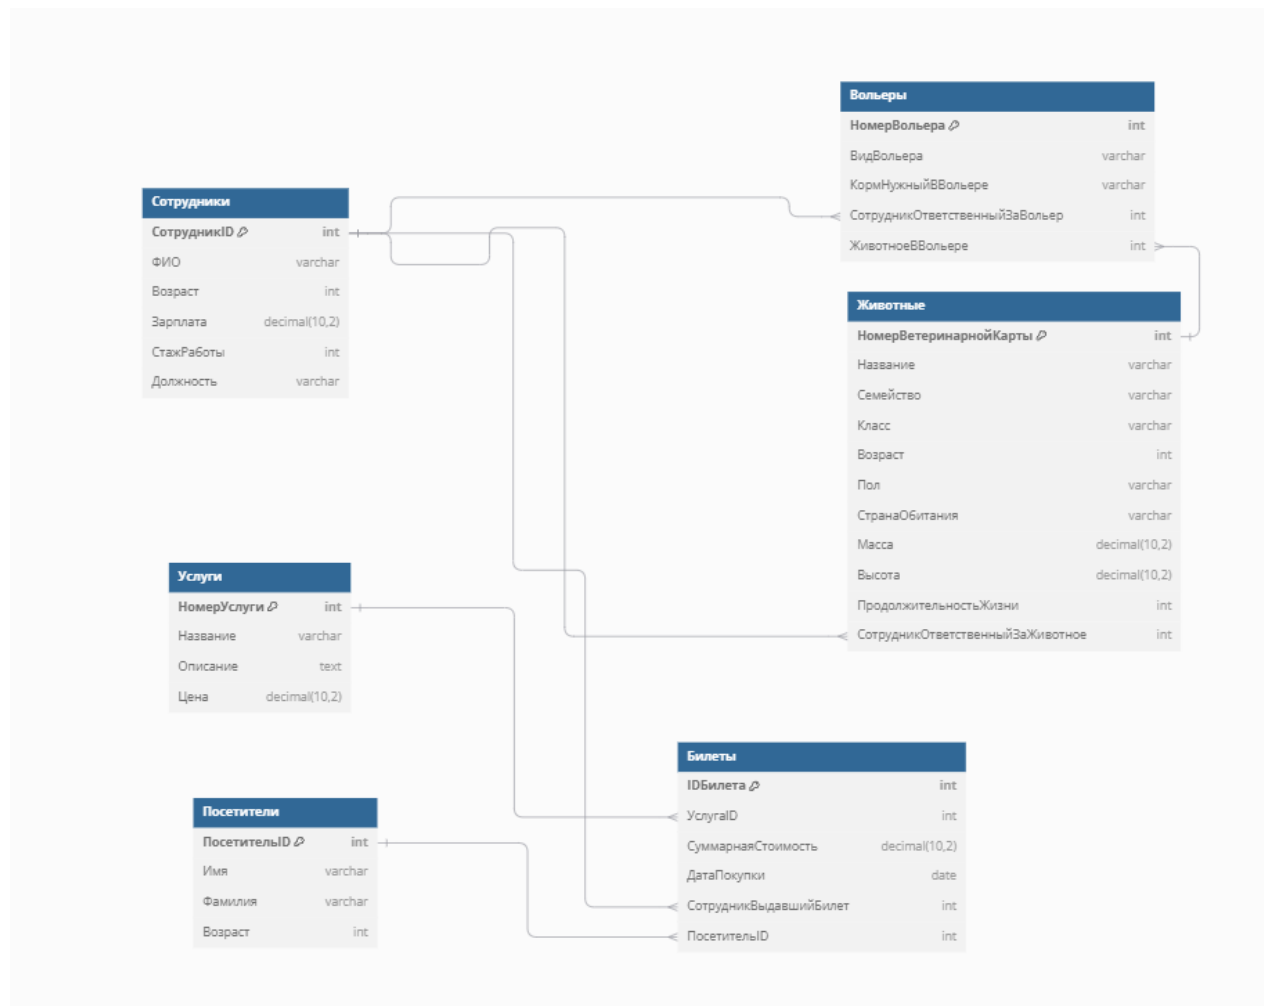 Вольеры
НомерВольера int
ВидВольера varchar
КормНужныйВВольере varchar
СотрудникОтветственныйЗаВольер int
ЖивотноеВВольере int
Сотрудники
СотрудникID int
ФИО varchar
Возраст int
Зарплата decimal(10,2)
СтажРаботы int
Должность varchar
Животные
НомерВетеринарнойКарты int
Название varchar
Семейство varchar
Класс varchar
Возраст int
Пол varchar
СтранаОбитания varchar
Масса decimal(10,2)
Высота decimal(10,2)
ПродолжительностьЖизни int
СотрудникОтветственныйЗаЖивотное int
Услуги
НомерУслуги int
Название varchar
Описание text
Цена decimal(10,2)
Билеты
IDБилета int
УслугаID int
СуммарнаяСтоимость decimal(10,2)
ДатаПокупки date
СотрудникВыдавшийБилет int
ПосетительID int
Посетители
ПосетительID int
Имя varchar
Фамилия varchar
Возраст int